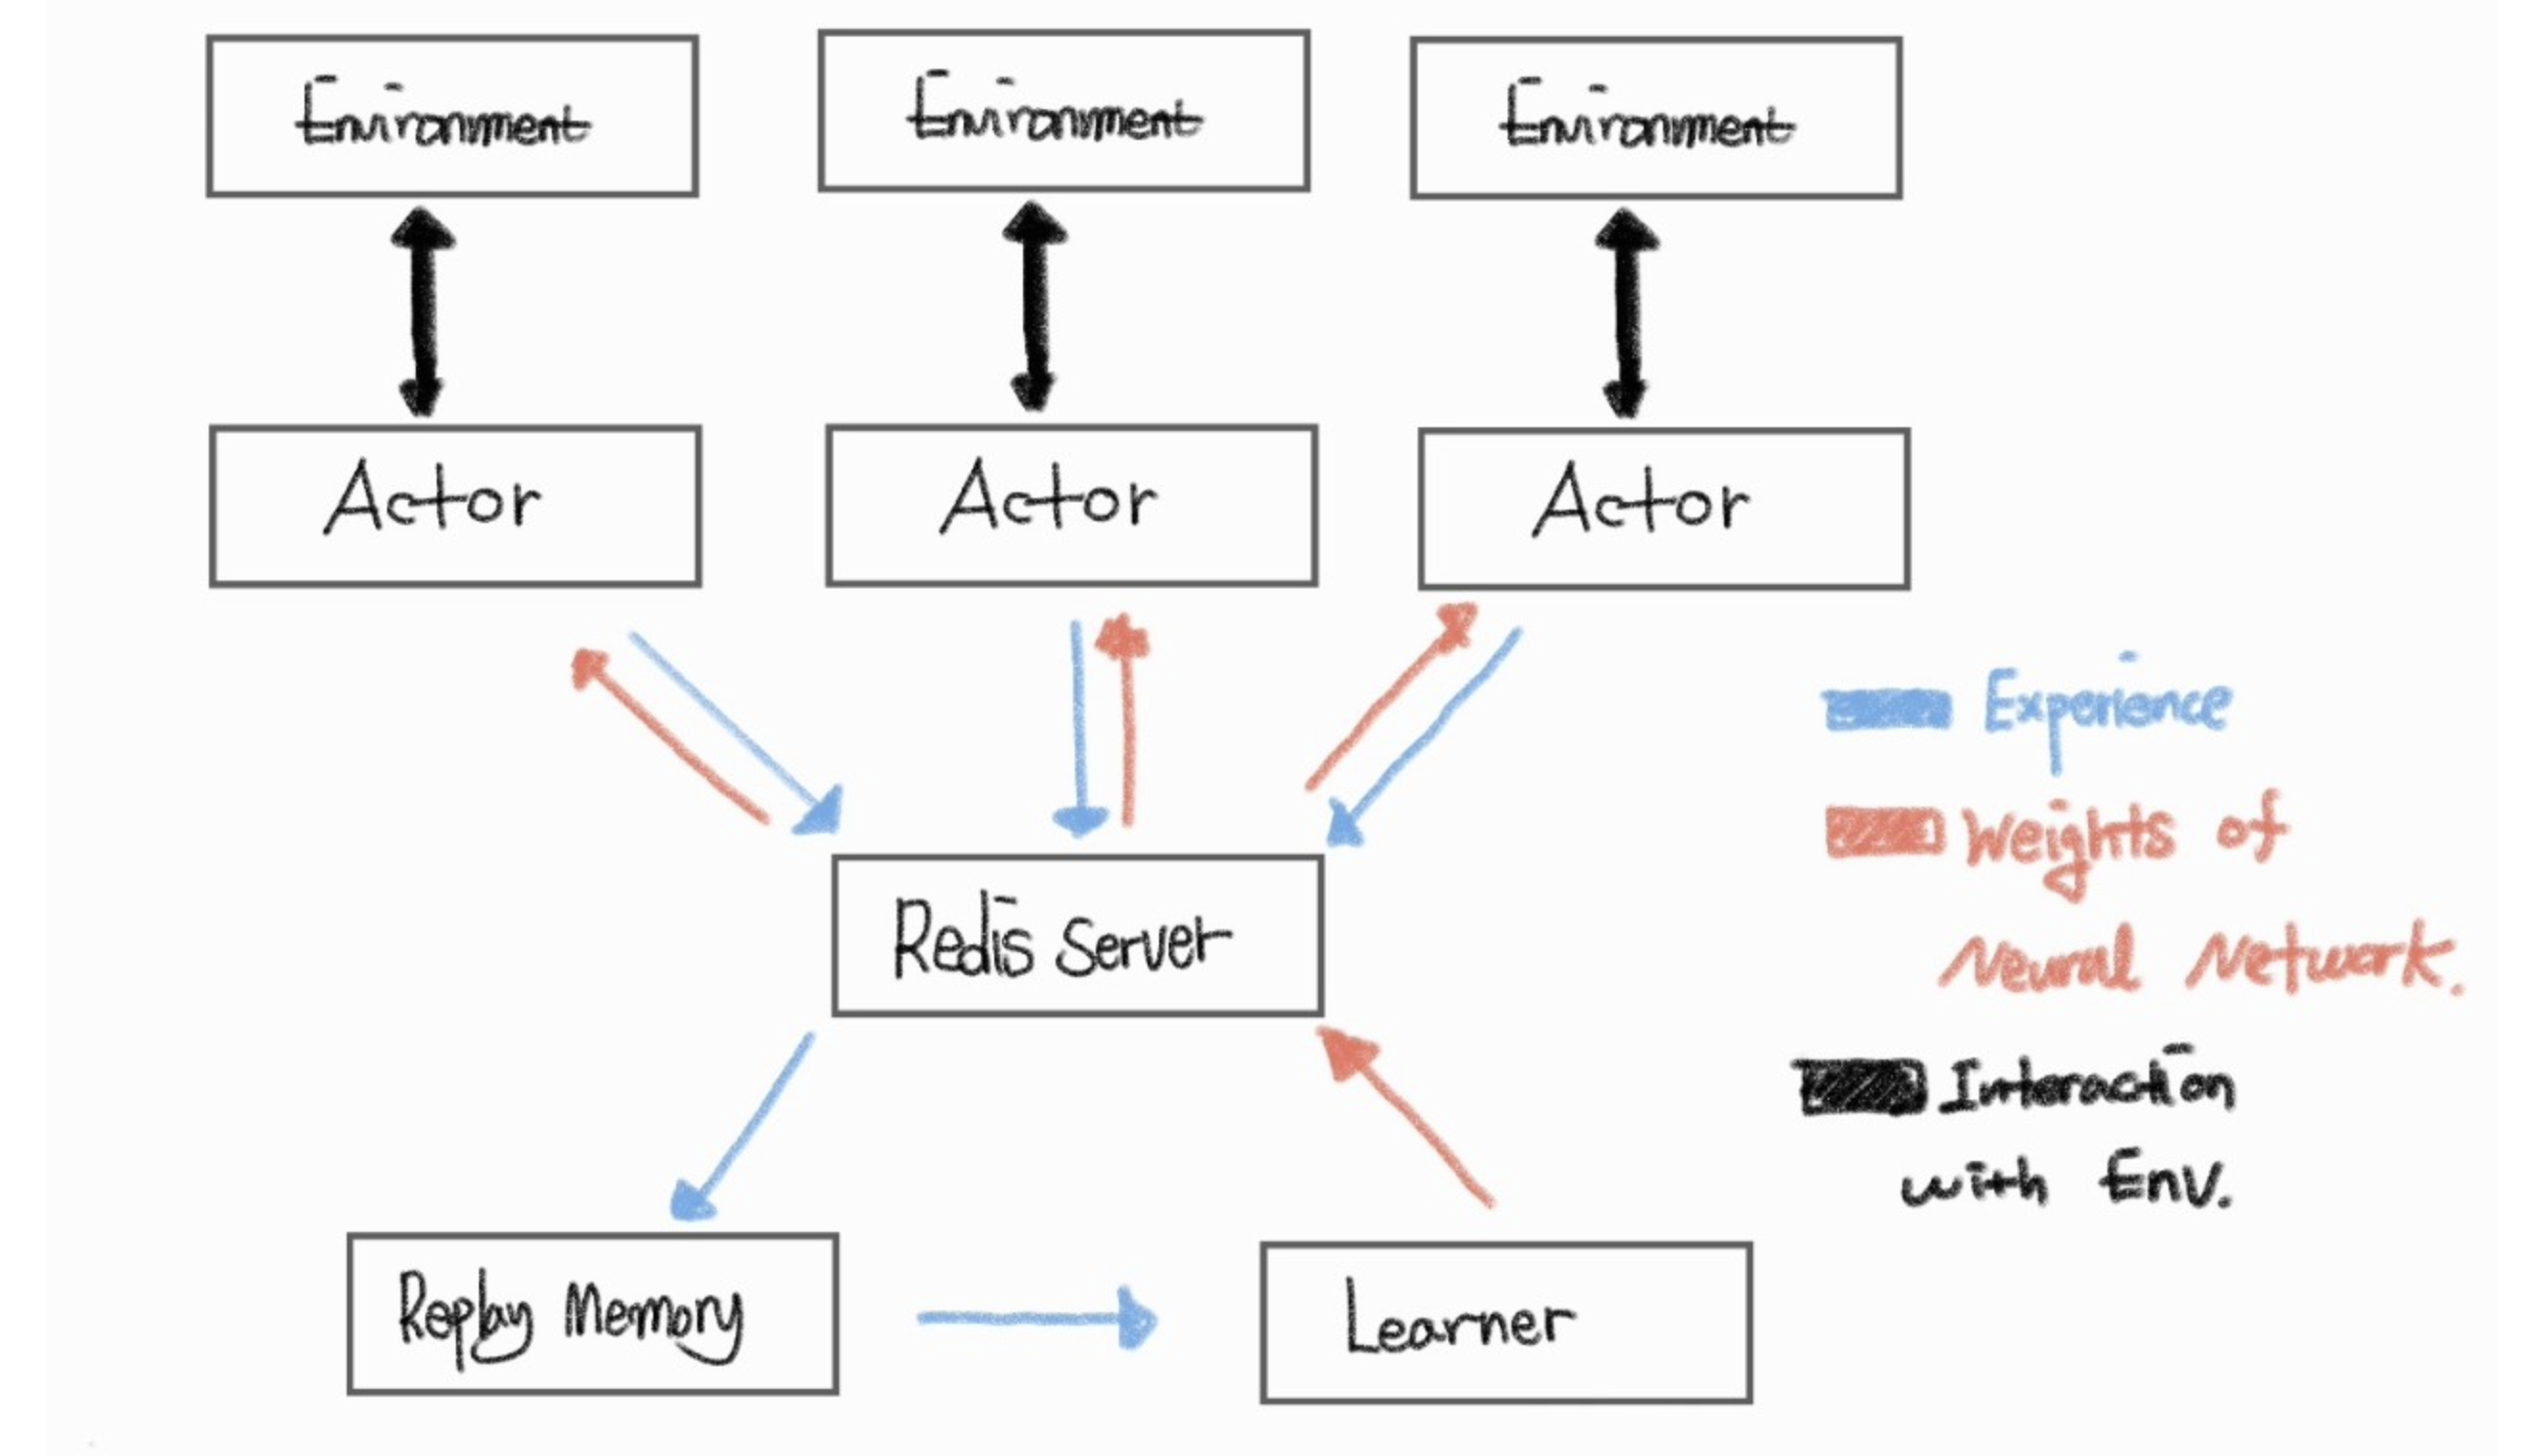 Environment
Environment
Environment
Actor
Actor
Actor
Redis Server
Replay Memory
Learner
Experience
Weights of
Neural Network.
Interaction
with Env.